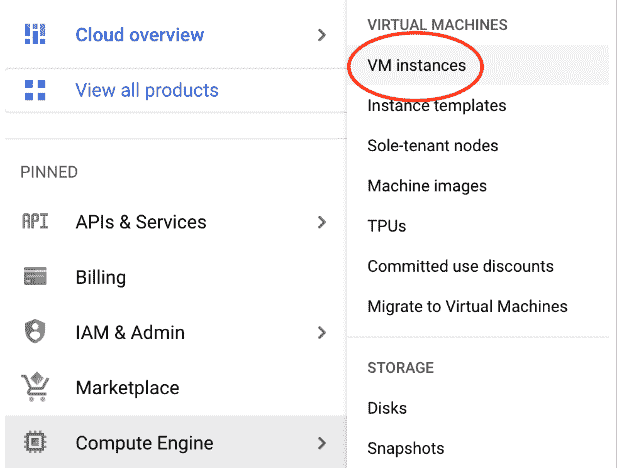 Cloud overview
View all products
PINNED
API APIs & Services
Billing
IAM & Admin
Marketplace
Compute Engine
VIRTUAL MACHINES
VM instances
Instance templates
Sole-tenant nodes
Machine images
TPUs
Committed use discounts
Migrate to Virtual Machines
STORAGE
Disks
Snapshots